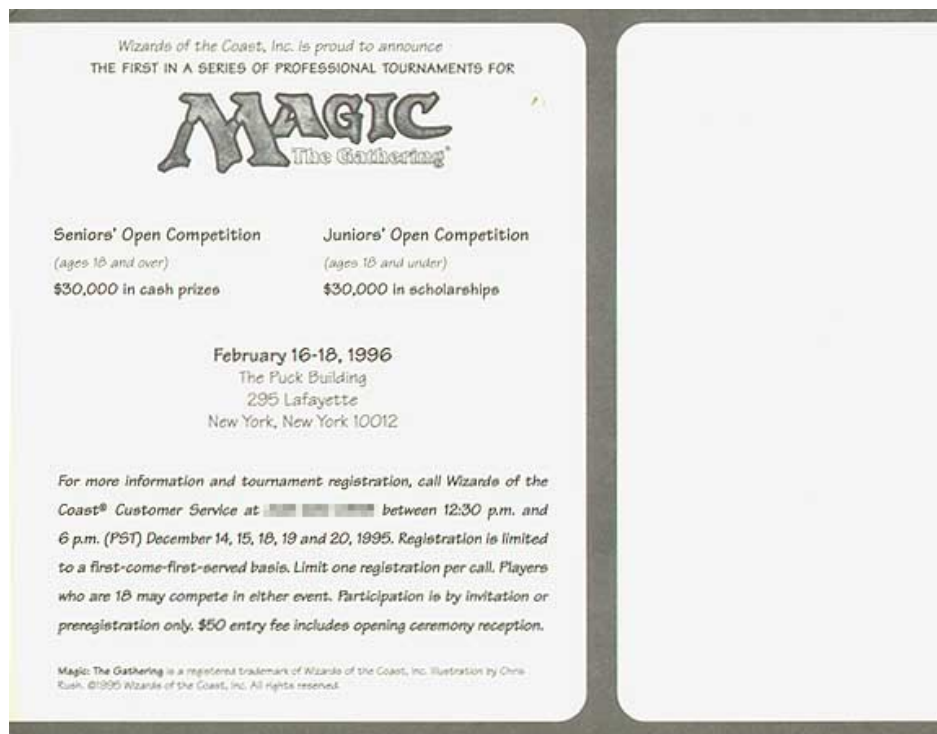 Wizards of the Coast, Inc. is proud to announce
THE FIRST IN A SERIES OF PROFESSIONAL TOURNAMENTS FOR
MAGIC
The Gathering®
Seniors' Open Competition
(ages 18 and over)
$30,000 in cash prizes
Juniors' Open Competition
(ages 18 and under)
$30,000 in scholarships
February 16-18, 1996
The Puck Building
295 Lafayette
New York, New York 10012
For more information and tournament registration, call Wizards of the
Coast® Customer Service at between 12:30 p.m. and
6 p.m. (PST) December 14, 15, 18, 19 and 20, 1995. Registration is limited
to a first-come-first-served basis. Limit one registration per call. Players
who are 18 may compete in either event. Participation is by invitation or
preregistration only. $50 entry fee includes opening ceremony reception.
Magic: The Gathering is a registered trademark of Wizards of the Coast, Inc. Illustration by Chris
Rush. ©1995 Wizards of the Coast, Inc. All rights reserved.